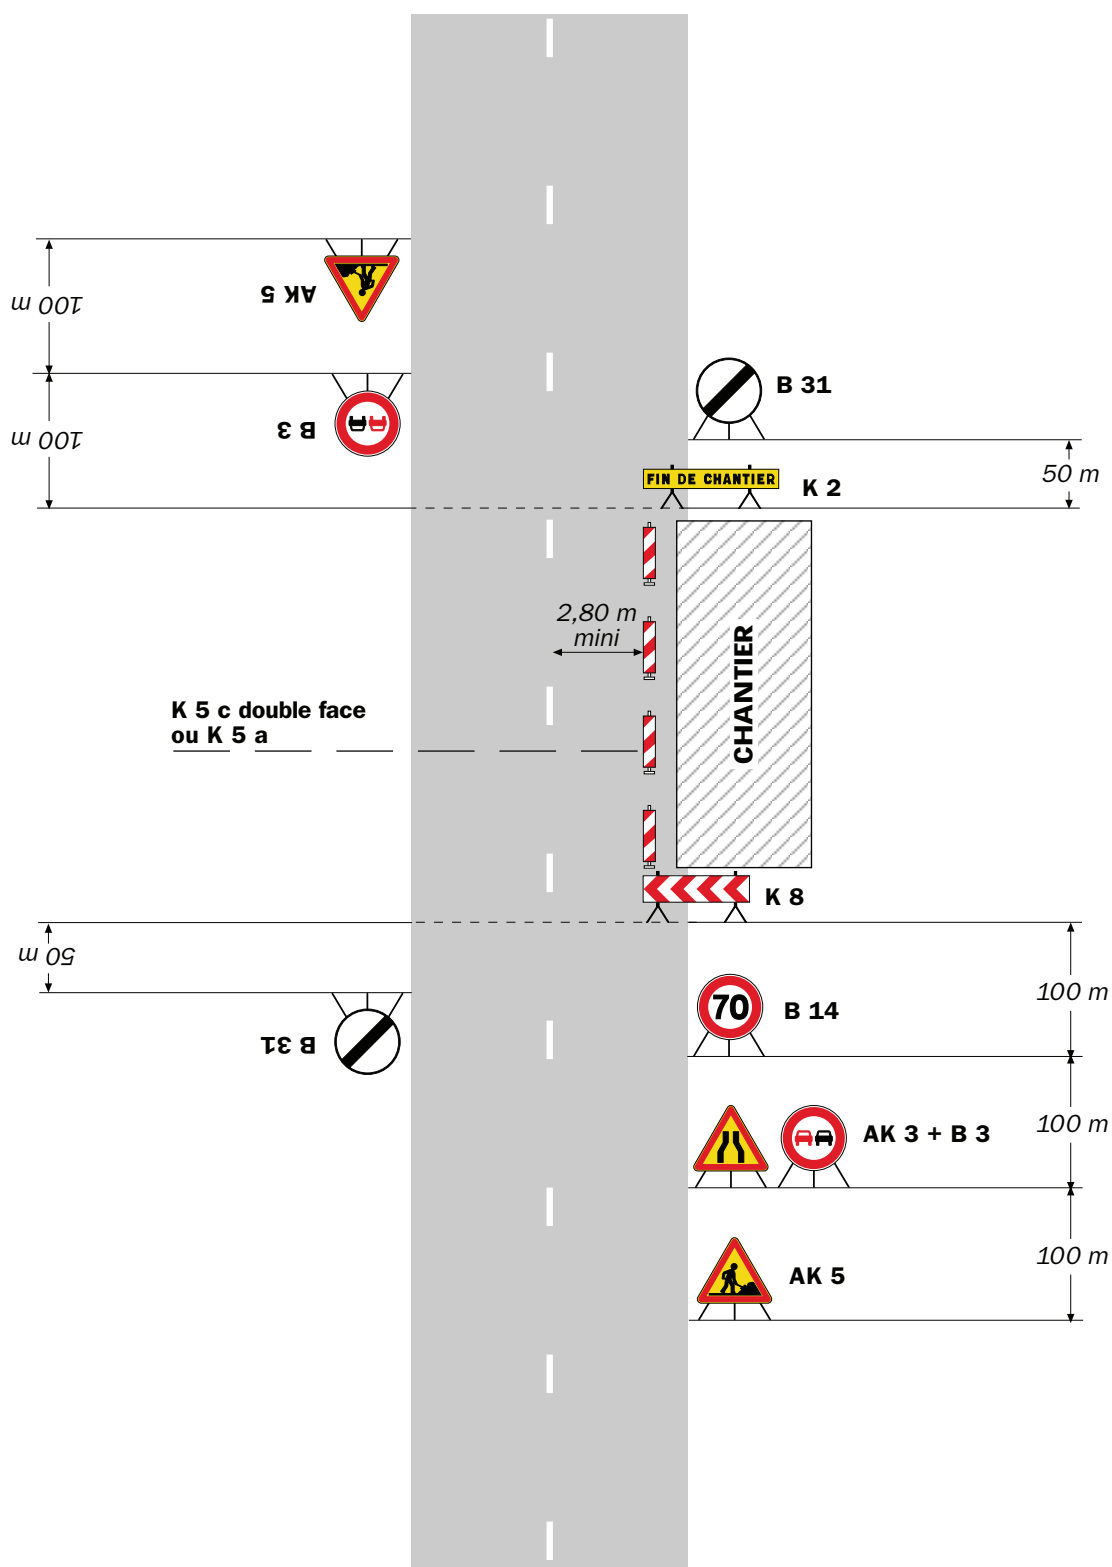 AK 5
100 m
B 31
B 3
100 m
50 m
FIN DE CHANTIER
K 2
2,80 m
mini
CHANTIER
K 5 c double face
ou K 5 a
K 8
50 m
100 m
70
B 14
B 31
100 m
AK 3 + B 3
100 m
AK 5